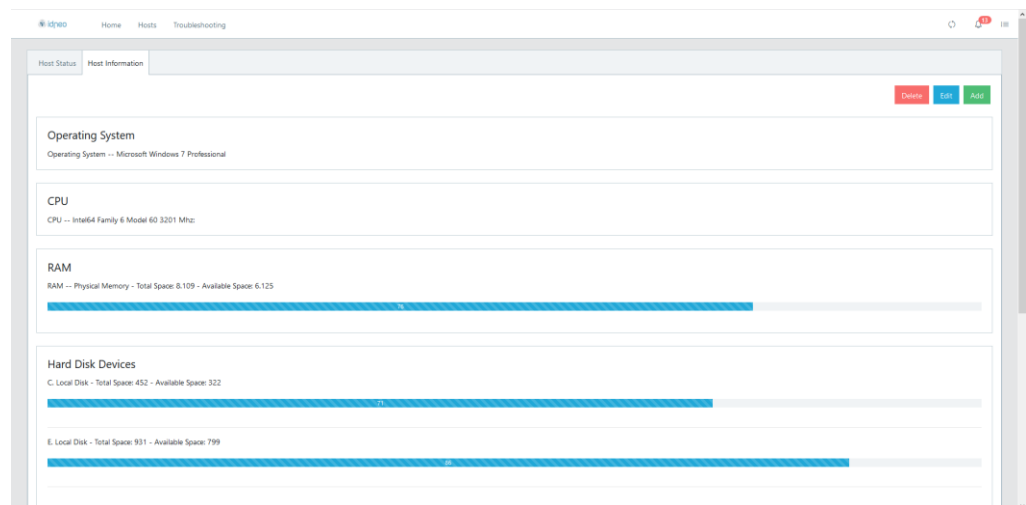 idneo Home Hosts Troubleshooting 13
Host Status Host Information
Delete Edit Add
Operating System
Operating System -- Microsoft Windows 7 Professional
CPU
CPU -- Intel64 Family 6 Model 60 3201 Mhz:
RAM
RAM -- Physical Memory - Total Space: 8.109 - Available Space: 6.125
Hard Disk Devices
C. Local Disk - Total Space: 452 - Available Space: 322
71
E. Local Disk - Total Space: 931 - Available Space: 799